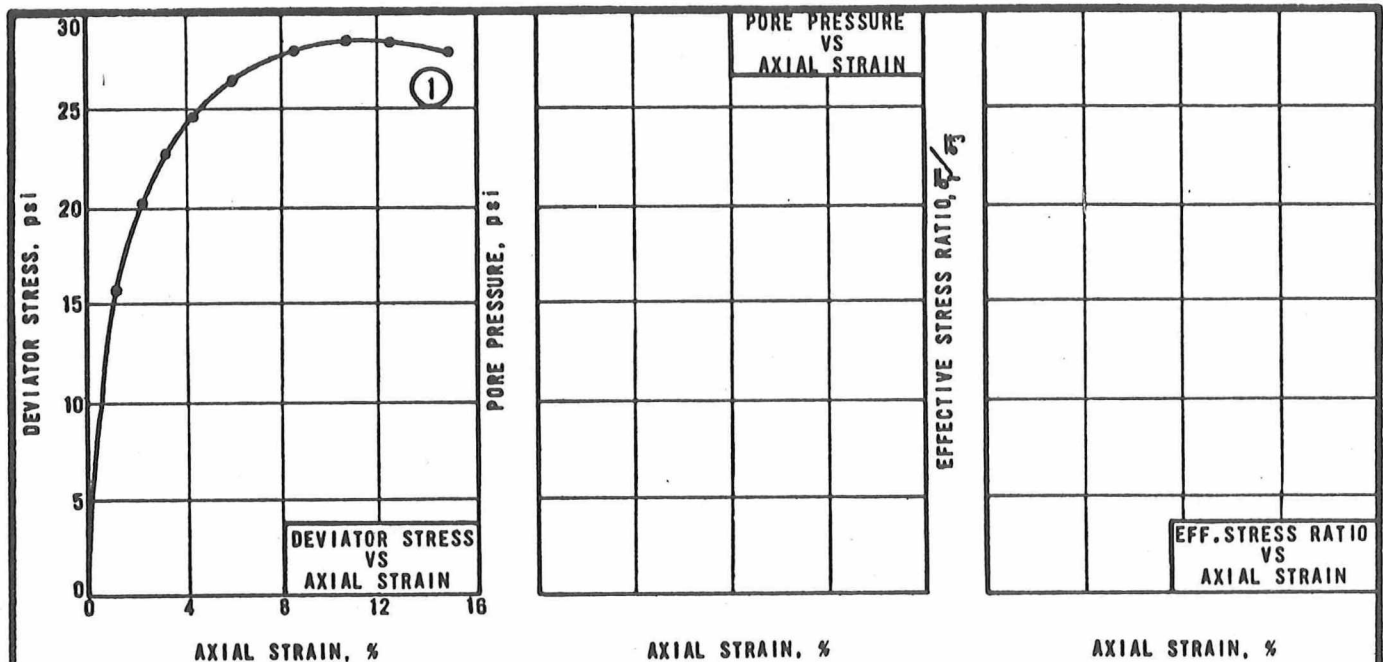 30
25
20
15
10
5
0
DEVIATOR STRESS, psi
①
DEVIATOR STRESS
VS
AXIAL STRAIN
0 4 8 12 16
AXIAL STRAIN, %
PORE PRESSURE, psi
PORE PRESSURE
VS
AXIAL STRAIN
AXIAL STRAIN, %
EFFECTIVE STRESS RATIO, σ̅₁/σ̅₃
EFF.STRESS RATIO
VS
AXIAL STRAIN
AXIAL STRAIN, %